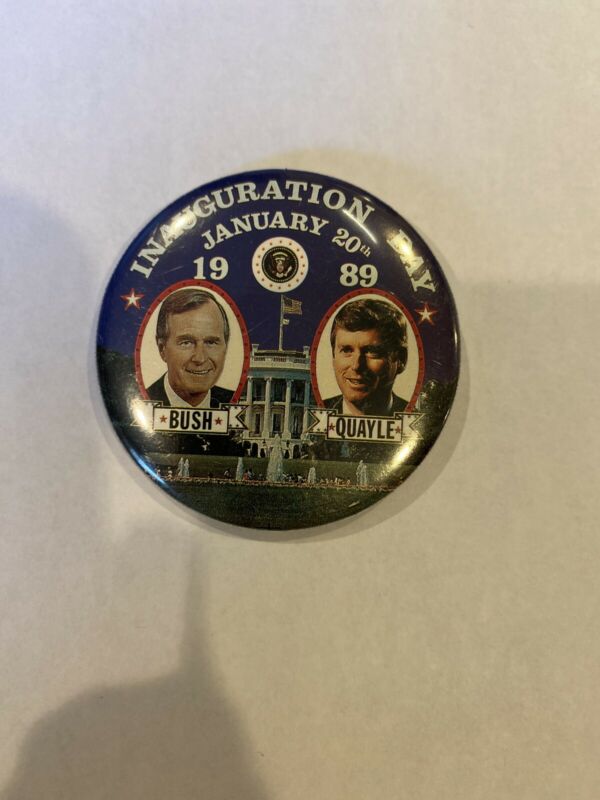 INAUGURATION DAY
JANUARY 20th
19 89
BUSH
QUAYLE